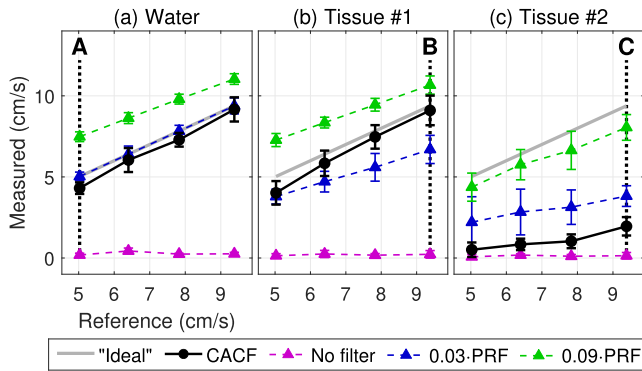 (a) Water (b) Tissue #1 (c) Tissue #2
A B C
Measured (cm/s)
10
5
0
5 6 7 8 9 5 6 7 8 9 5 6 7 8 9
Reference (cm/s)
"Ideal" CACF No filter 0.03·PRF 0.09·PRF